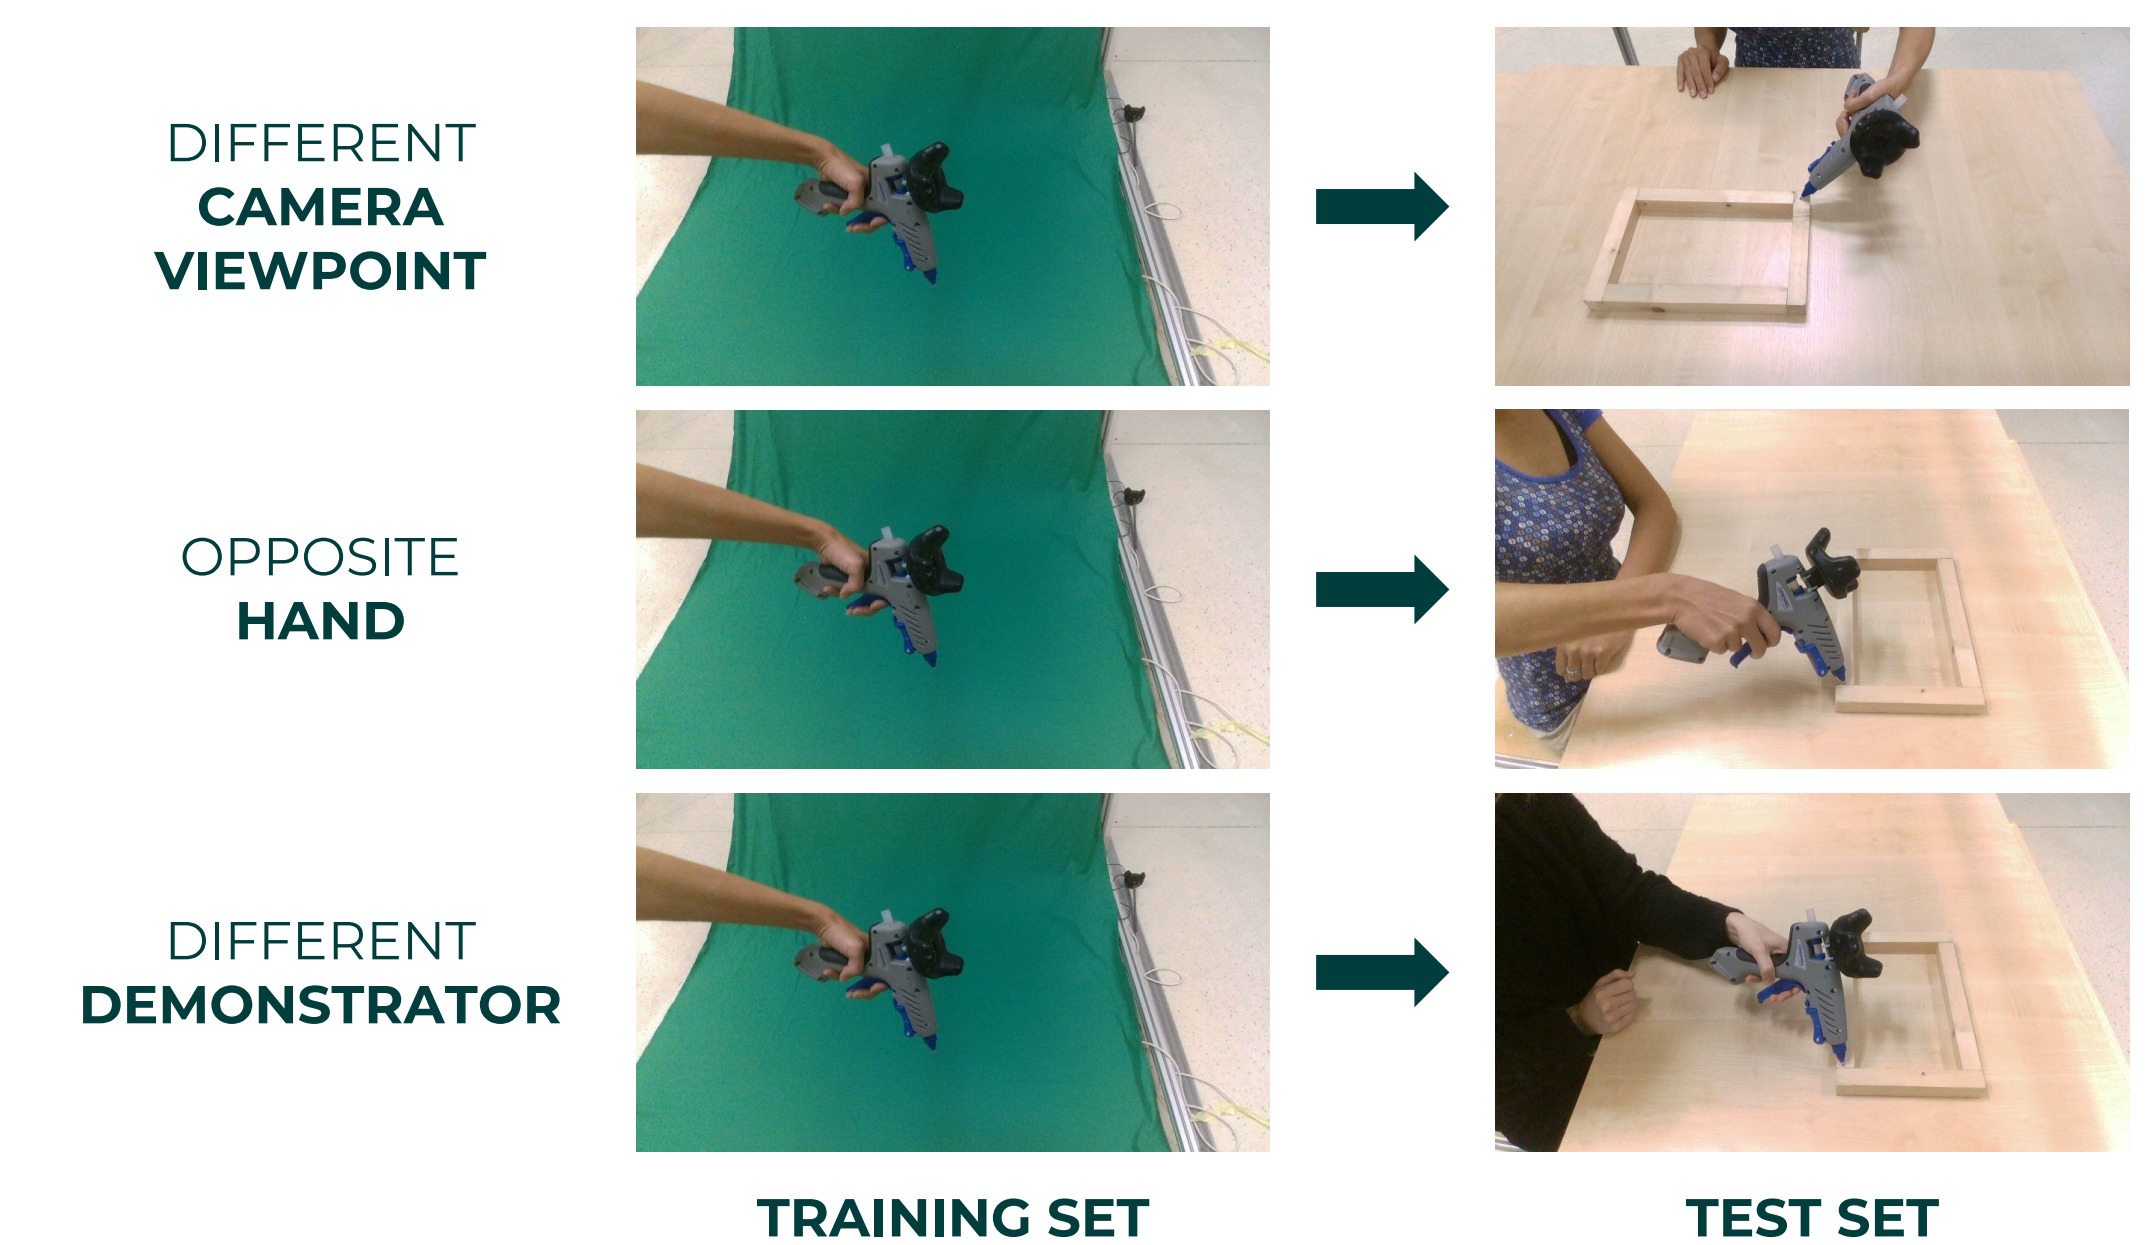 DIFFERENT
CAMERA
VIEWPOINT
OPPOSITE
HAND
DIFFERENT
DEMONSTRATOR
TRAINING SET
TEST SET